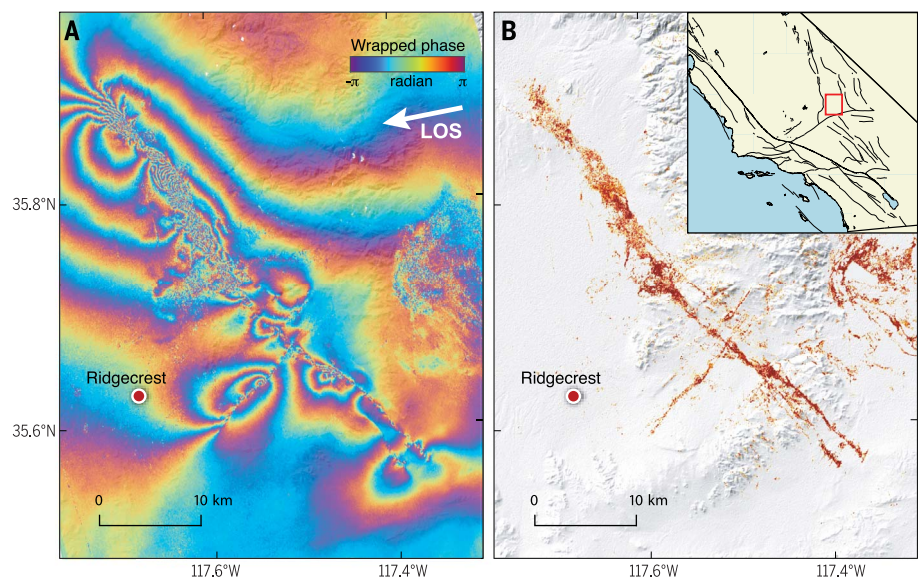 A
Wrapped phase
-π radian π
LOS
35.8°N
Ridgecrest
35.6°N
0 10 km
117.6°W 117.4°W
B
Ridgecrest
0 10 km
117.6°W 117.4°W